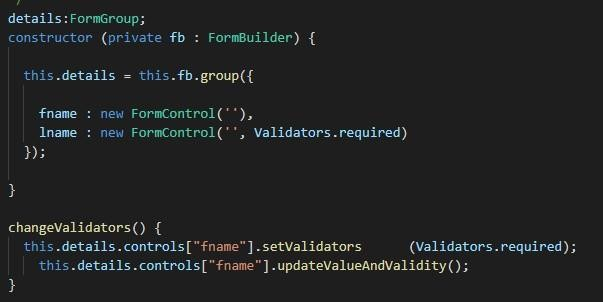 details:FormGroup;
constructor (private fb : FormBuilder) {
this.details = this.fb.group({
fname : new FormControl(''),
lname : new FormControl('', Validators.required)
});
}
changeValidators() {
this.details.controls["fname"].setValidators (Validators.required);
this.details.controls["fname"].updateValueAndValidity();
}